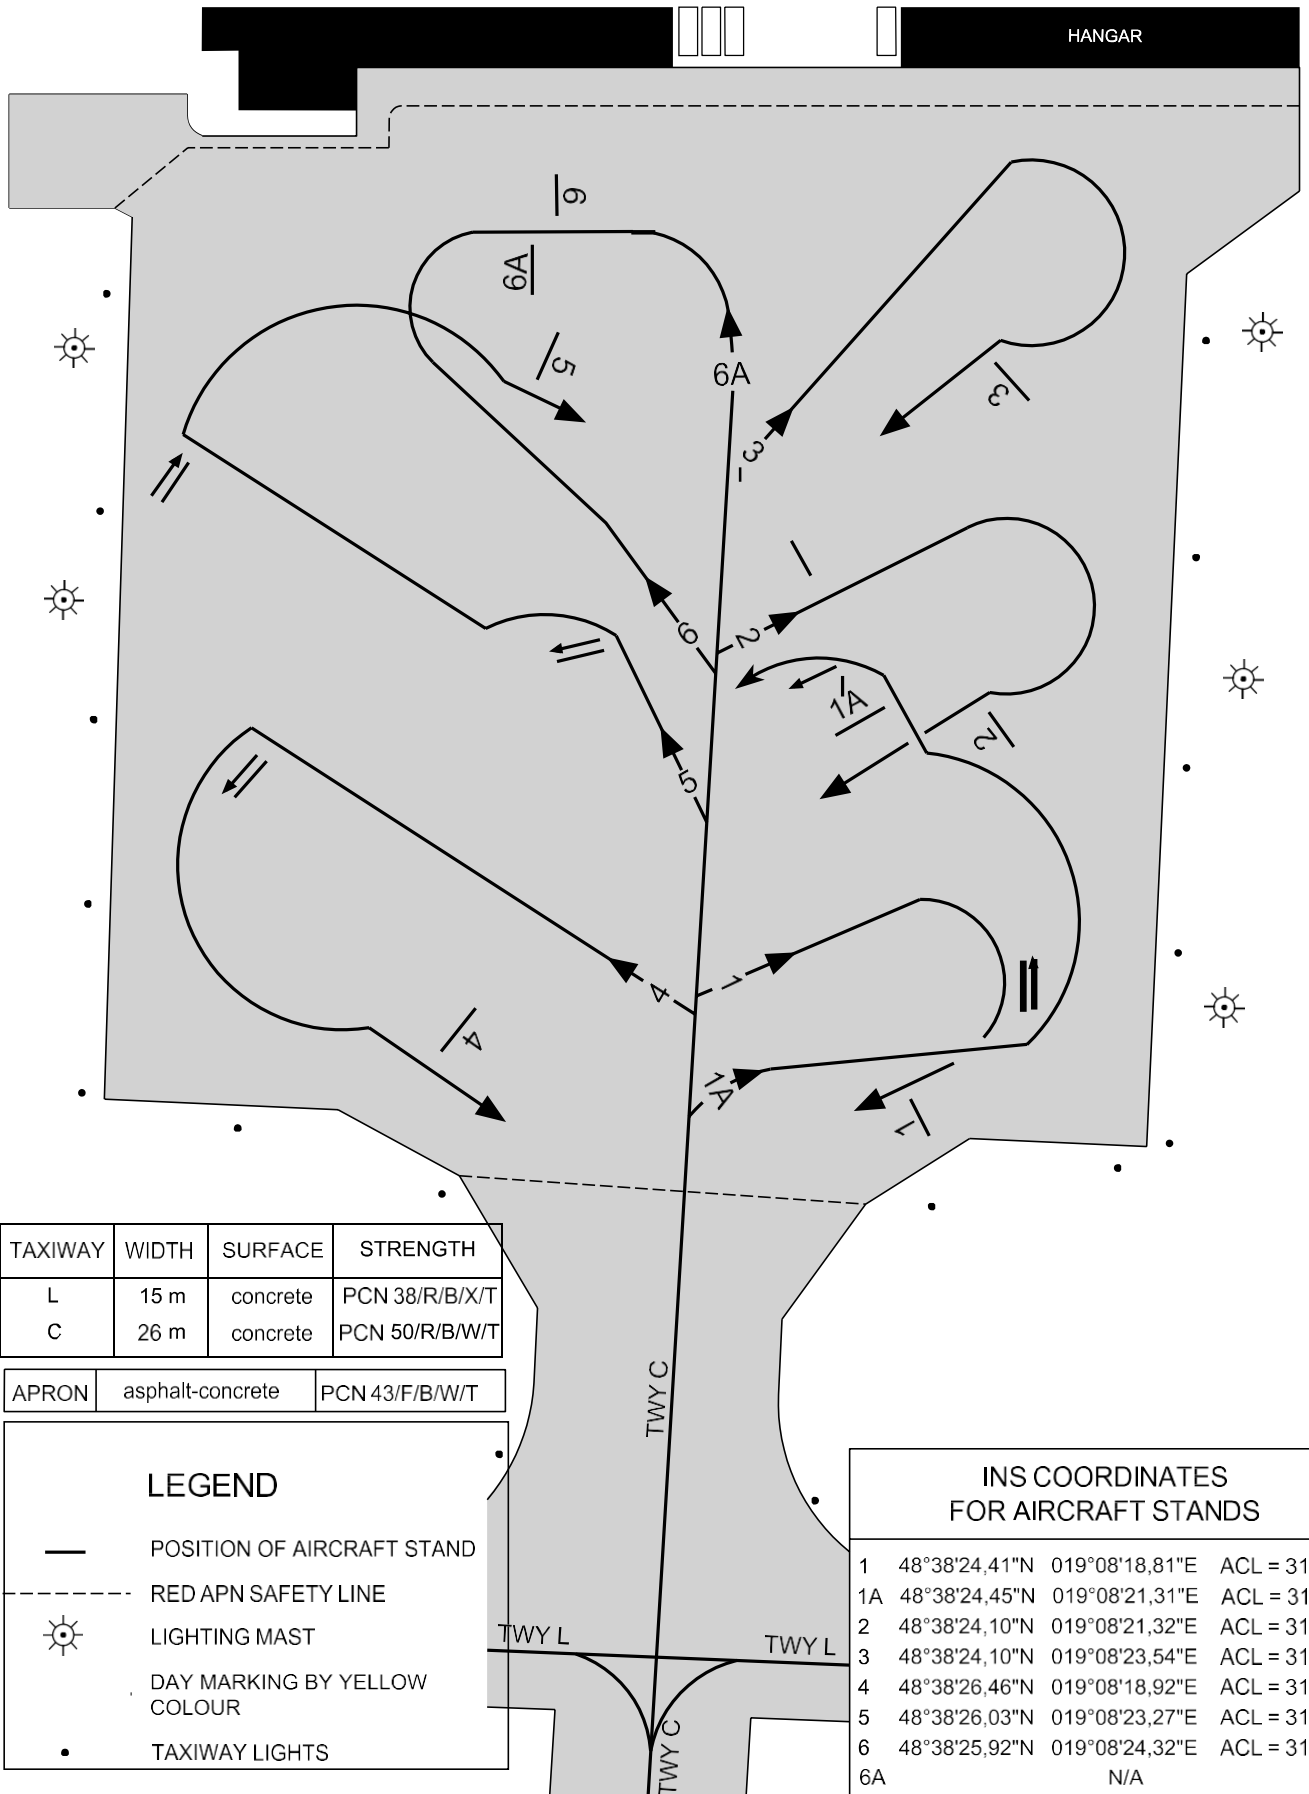 HANGAR
6
6A
5
6A
3
3
6
2
1A
2
5
4
1
4
1A
1
TAXIWAY WIDTH SURFACE STRENGTH
L 15 m concrete PCN 38/R/B/X/T
C 26 m concrete PCN 50/R/B/W/T
APRON asphalt-concrete PCN 43/F/B/W/T
TWY C
LEGEND
POSITION OF AIRCRAFT STAND
RED APN SAFETY LINE
LIGHTING MAST
DAY MARKING BY YELLOW
COLOUR
TAXIWAY LIGHTS
TWY L
TWY L
TWY C
INS COORDINATES
FOR AIRCRAFT STANDS
1 48°38'24,41"N 019°08'18,81"E ACL = 31
1A 48°38'24,45"N 019°08'21,31"E ACL = 31
2 48°38'24,10"N 019°08'21,32"E ACL = 31
3 48°38'24,10"N 019°08'23,54"E ACL = 31
4 48°38'26,46"N 019°08'18,92"E ACL = 31
5 48°38'26,03"N 019°08'23,27"E ACL = 31
6 48°38'25,92"N 019°08'24,32"E ACL = 31
6A N/A